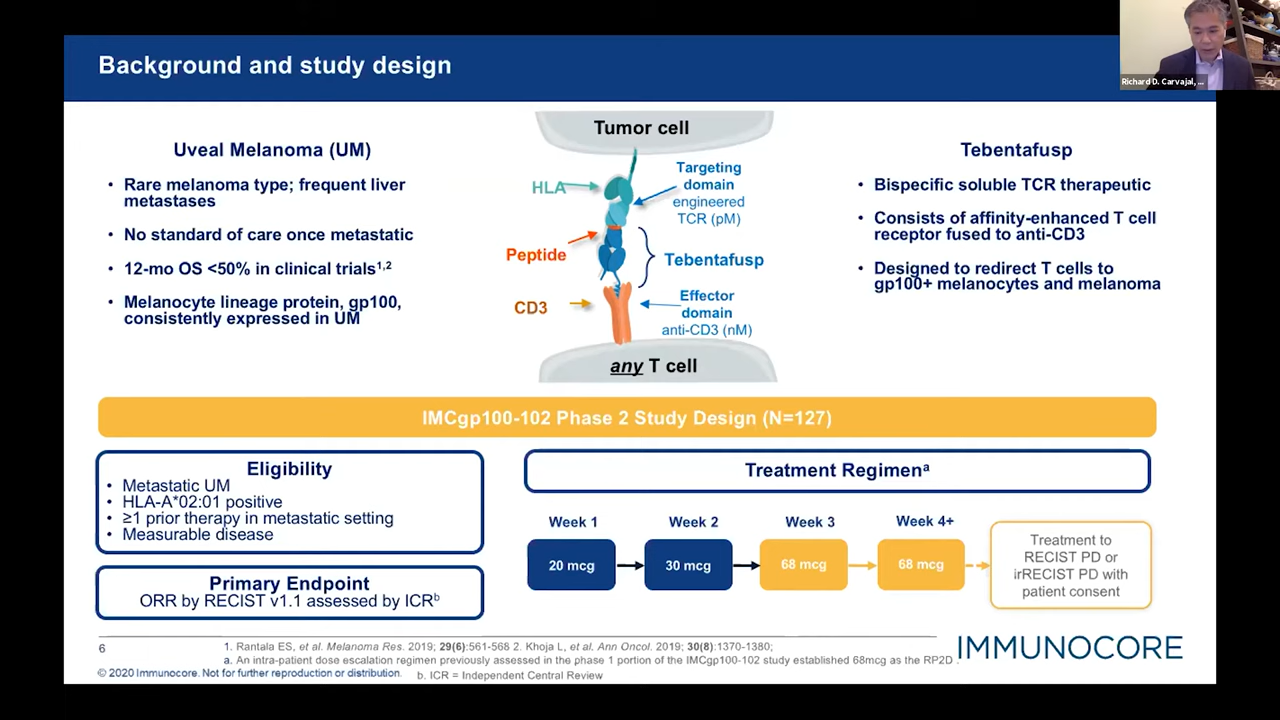 Background and study design
Richard D. Carvajal, ...
Uveal Melanoma (UM)
• Rare melanoma type; frequent liver
metastases
• No standard of care once metastatic
• 12-mo OS <50% in clinical trials1,2
• Melanocyte lineage protein, gp100,
consistently expressed in UM
Tumor cell
HLA
Targeting
domain
engineered
TCR (pM)
Peptide
Tebentafusp
CD3
Effector
domain
anti-CD3 (nM)
any T cell
Tebentafusp
• Bispecific soluble TCR therapeutic
• Consists of affinity-enhanced T cell
receptor fused to anti-CD3
• Designed to redirect T cells to
gp100+ melanocytes and melanoma
IMCgp100-102 Phase 2 Study Design (N=127)
Eligibility
• Metastatic UM
• HLA-A*02:01 positive
• ≥1 prior therapy in metastatic setting
• Measurable disease
Primary Endpoint
ORR by RECIST v1.1 assessed by ICRb
Treatment Regimena
Week 1
Week 2
Week 3
Week 4+
20 mcg
30 mcg
68 mcg
68 mcg
Treatment to
RECIST PD or
irRECIST PD with
patient consent
6
1. Rantala ES, et al. Melanoma Res. 2019; 29(6):561-568 2. Khoja L, et al. Ann Oncol. 2019; 30(8):1370-1380;
a. An intra-patient dose escalation regimen previously assessed in the phase 1 portion of the IMCgp100-102 study established 68mcg as the RP2D .
© 2020 Immunocore. Not for further reproduction or distribution.
b. ICR = Independent Central Review
IMMUNOCORE